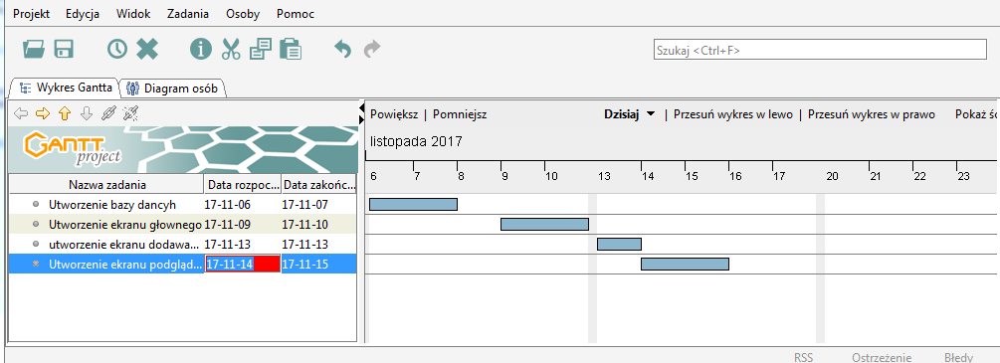 Projekt Edycja Widok Zadania Osoby Pomoc
Szukaj <Ctrl+F>
Wykres Gantta Diagram osób
Powiększ | Pomniejsz Dzisiaj | Przesuń wykres w lewo | Przesuń wykres w prawo Pokaż śc
GANTT project
listopada 2017
6 7 8 9 10 13 14 15 16 17 20 21 22 23
Nazwa zadania Data rozpoc... Data zakońc...
Utworzenie bazy dancyh 17-11-06 17-11-07
Utworzenie ekranu głownego 17-11-09 17-11-10
utworzenie ekranu dodawa... 17-11-13 17-11-13
Utworzenie ekranu podgląd... 17-11-14 17-11-15
RSS Ostrzeżenie Błędy